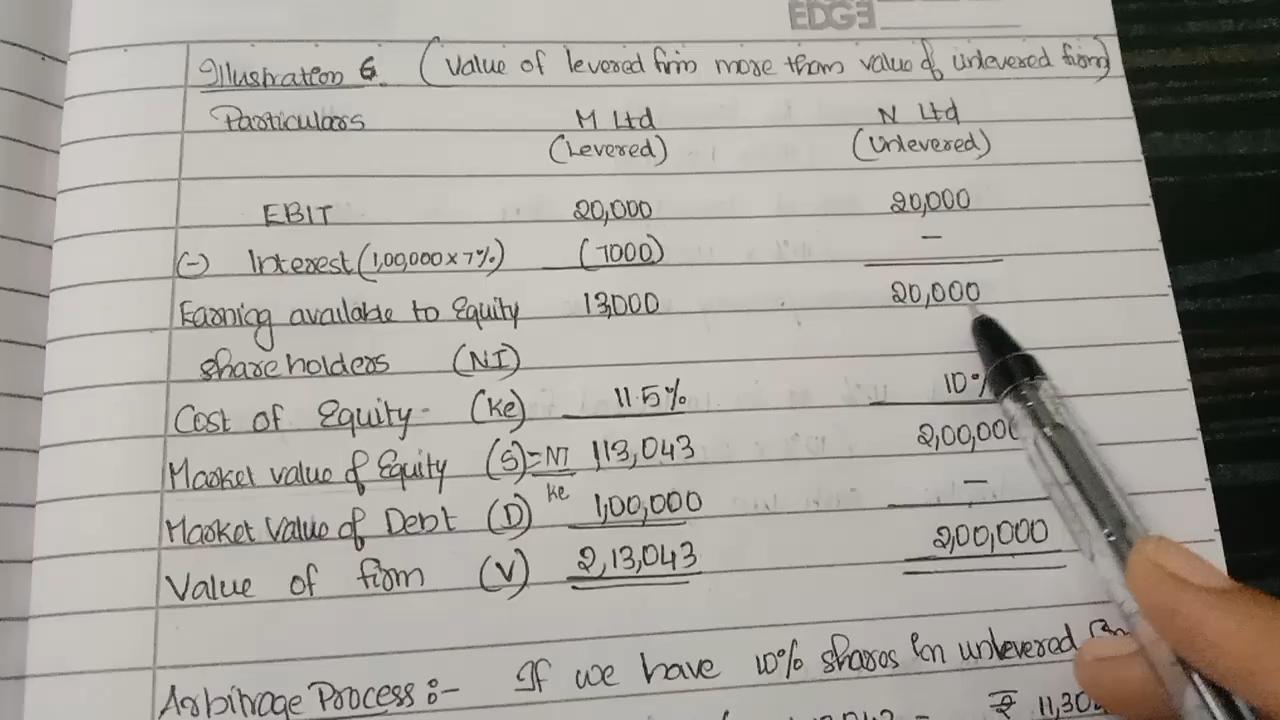 EDGE
Illustration 6. (Value of levered firm more than value of unlevered firm)
Particulars M Ltd N Ltd
(Levered) (Unlevered)
EBIT 20,000 20,000
(-) Interest (1,00,000 x 7%) (7000) -
Earning available to Equity 13,000 20,000
shareholders (NI)
Cost of Equity- (Ke) 11.5% 10%
Market value of Equity (S) = NI/Ke 113,043 2,00,000
Market Value of Debt (D) 1,00,000 -
Value of firm (V) 2,13,043 2,00,000
Arbitrage Process :- If we have 10% shares in unlevered
₹ 11,30